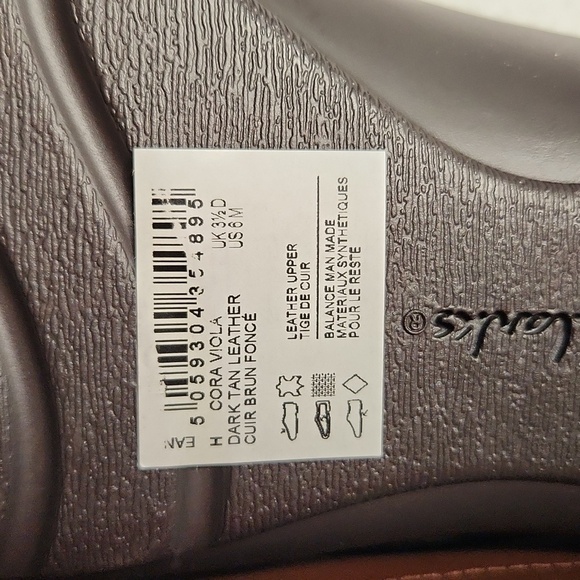 EAN
5 059304 354895
H CORA VIOLA UK 3½ D
DARK TAN LEATHER US 6 M
CUIR BRUN FONCÉ
LEATHER UPPER
TIGE DE CUIR
BALANCE MAN MADE
MATERIAUX SYNTHETIQUES
POUR LE RESTE
Clarks®